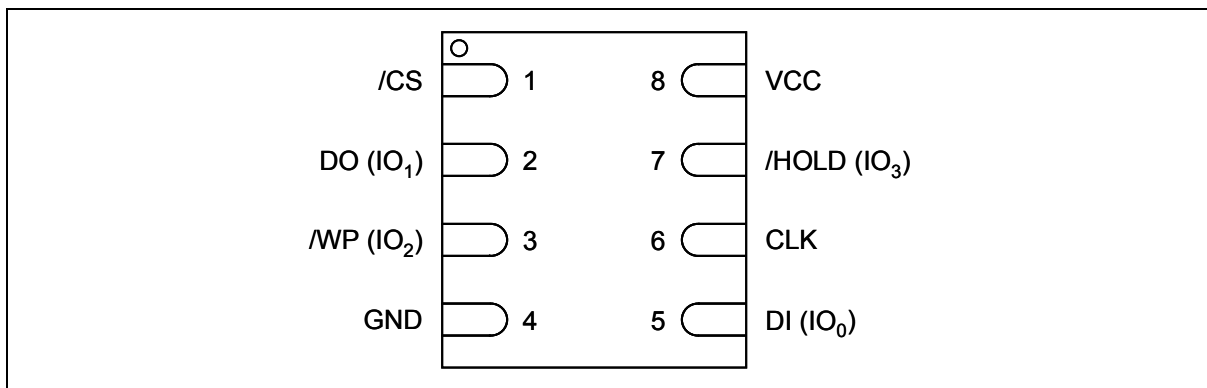 /CS 1 8 VCC
DO (IO1) 2 7 /HOLD (IO3)
/WP (IO2) 3 6 CLK
GND 4 5 DI (IO0)